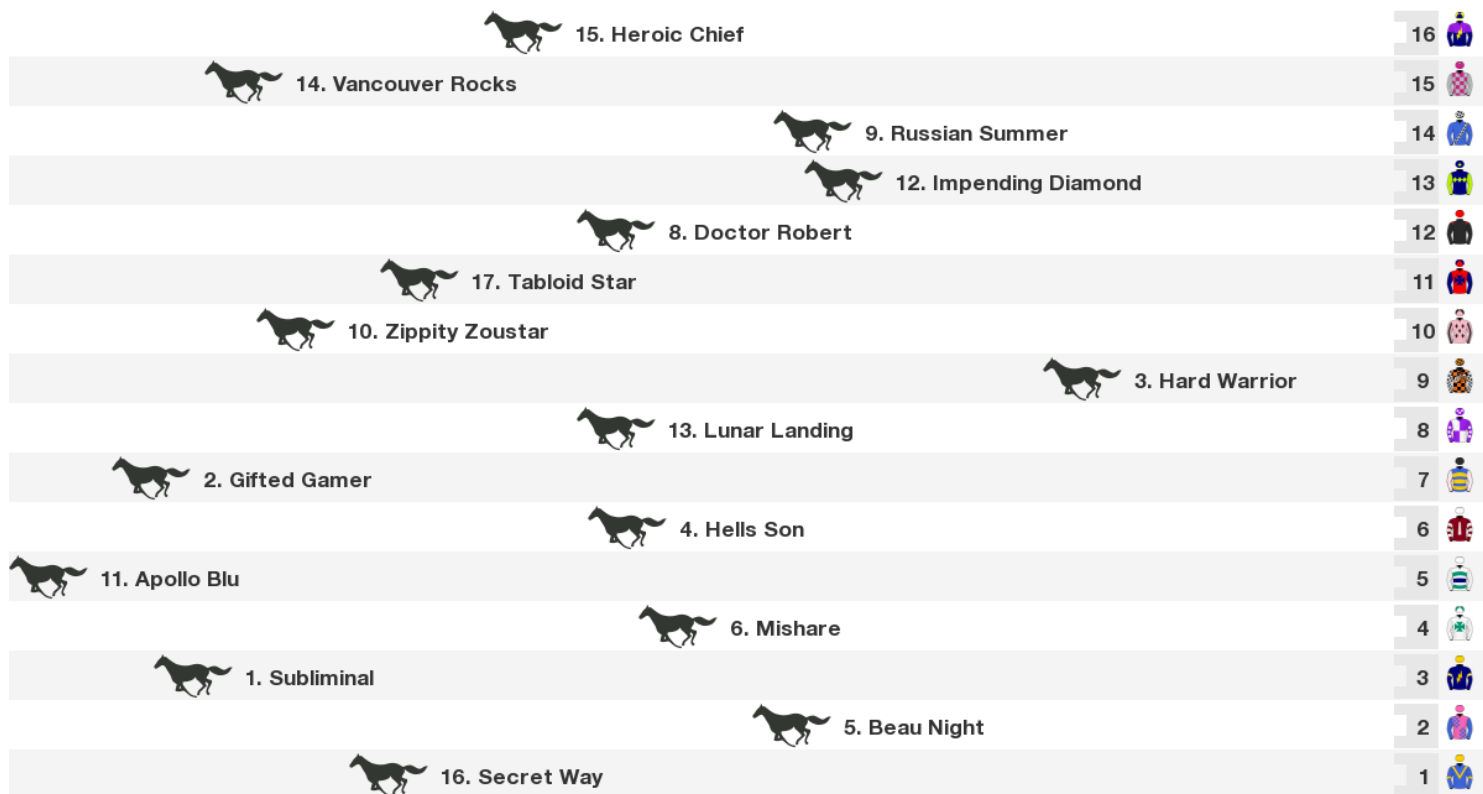 15. Heroic Chief 16
14. Vancouver Rocks 15
9. Russian Summer 14
12. Impending Diamond 13
8. Doctor Robert 12
17. Tabloid Star 11
10. Zippity Zoustar 10
3. Hard Warrior 9
13. Lunar Landing 8
2. Gifted Gamer 7
4. Hells Son 6
11. Apollo Blu 5
6. Mishare 4
1. Subliminal 3
5. Beau Night 2
16. Secret Way 1